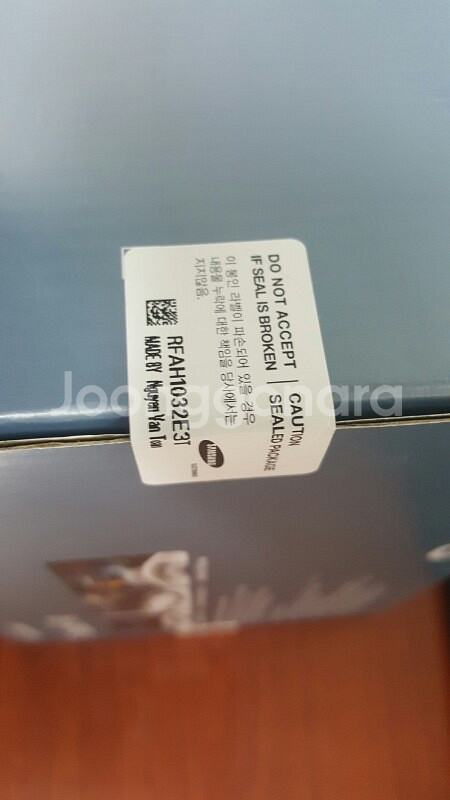 DO NOT ACCEPT
IF SEAL IS BROKEN
CAUTION
SEALED PACKAGE
이 봉인 라벨이 파손되어 있을 경우
내용물 누락에 대한 책임을 당사에서는
지지않음.
RFAH1032E3T
MADE BY Nguyen Van Toa
SAMSUNG
Joonggonara